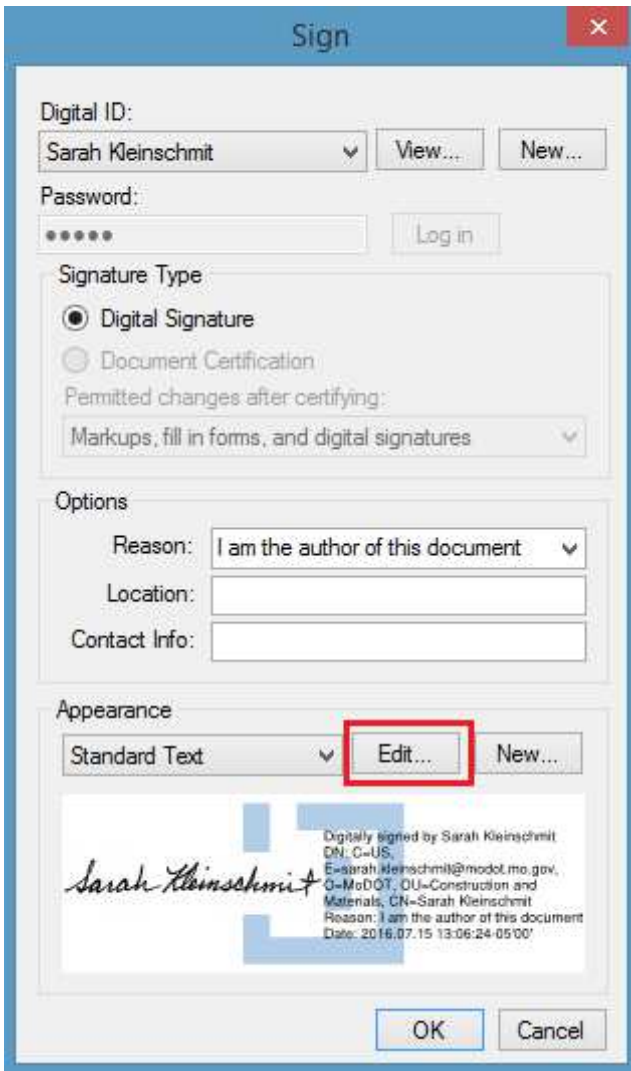 Sign
Digital ID:
Sarah Kleinschmit View... New...
Password:
Log in
Signature Type
Digital Signature
Document Certification
Permitted changes after certifying:
Markups, fill in forms, and digital signatures
Options
Reason: I am the author of this document
Location:
Contact Info:
Appearance
Standard Text Edit... New...
Sarah Kleinschmit
Digitally signed by Sarah Kleinschmit
DN: C=US,
E=sarah.kleinschmit@modot.mo.gov,
O=MoDOT, OU=Construction and
Materials, CN=Sarah Kleinschmit
Reason: I am the author of this document
Date: 2016.07.15 13:06:24-05'00'
OK Cancel